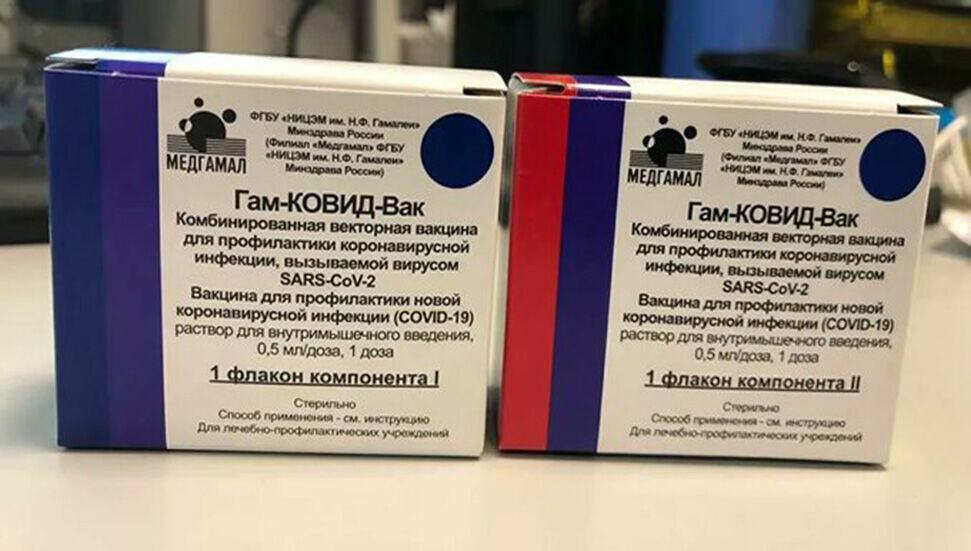 МЕДГАМАЛ
ФГБУ «НИЦЭМ им. Н.Ф. Гамалеи»
Минздрава России
(Филиал «Медгамал» ФГБУ
«НИЦЭМ им. Н.Ф. Гамалеи»
Минздрава России)
Гам-КОВИД-Вак
Комбинированная векторная вакцина
для профилактики коронавирусной
инфекции, вызываемой вирусом
SARS-CoV-2
Вакцина для профилактики новой
коронавирусной инфекции (COVID-19)
раствор для внутримышечного введения,
0,5 мл/доза, 1 доза
1 флакон компонента I
Стерильно
Способ применения - см. инструкцию
Для лечебно-профилактических учреждений
МЕДГАМАЛ
ФГБУ «НИЦЭМ им. Н.Ф. Гамалеи»
Минздрава России
(Филиал «Медгамал» ФГБУ
«НИЦЭМ им. Н.Ф. Гамалеи»
Минздрава России)
Гам-КОВИД-Вак
Комбинированная векторная вакцина
для профилактики коронавирусной
инфекции, вызываемой вирусом
SARS-CoV-2
Вакцина для профилактики новой
коронавирусной инфекции (COVID-19)
раствор для внутримышечного введения,
0,5 мл/доза, 1 доза
1 флакон компонента II
Стерильно
Способ применения - см. инструкцию
Для лечебно-профилактических учреждений